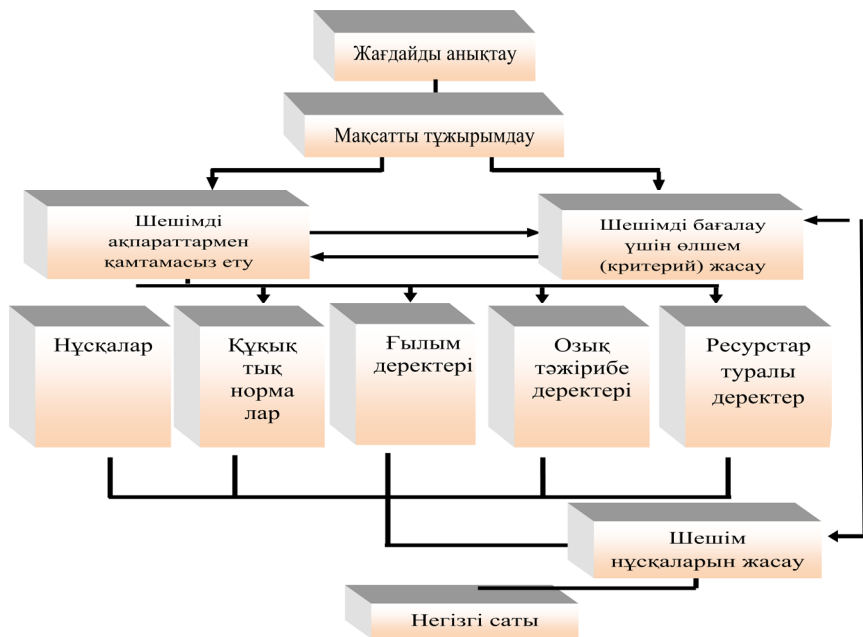 Жағдайды анықтау
Мақсатты тұжырымдау
Шешімді
ақпараттармен
қамтамасыз ету
Шешімді бағалау
үшін өлшем
(критерий) жасау
Нұсқалар
Құқық
тық
норма
лар
Ғылым
деректері
Озық
тәжірибе
деректері
Ресурстар
туралы
деректер
Шешім
нұсқаларын жасау
Негізгі саты